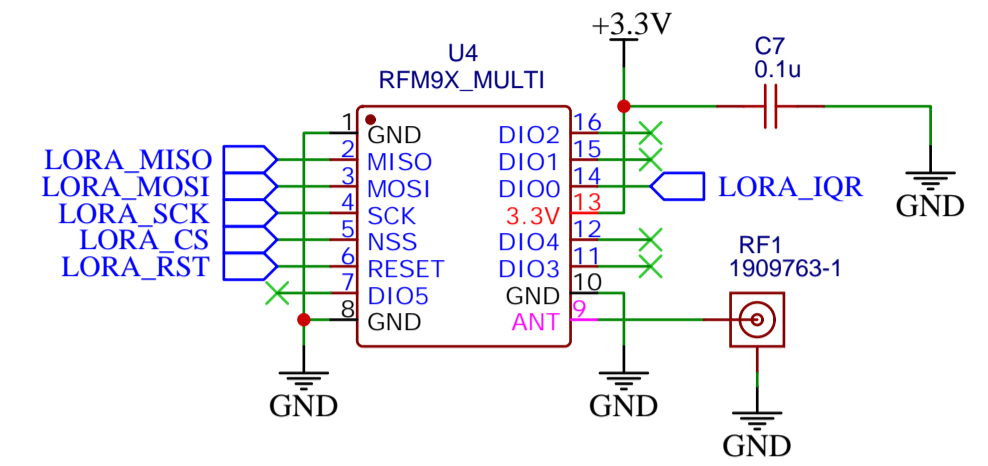 +3.3V
U4
RFM9X_MULTI
C7
0.1u
1 GND
DIO2 16
LORA_MISO 2 MISO
DIO1 15
LORA_MOSI 3 MOSI
DIO0 14 LORA_IQR
LORA_SCK 4 SCK
3.3V 13
GND
LORA_CS 5 NSS
DIO4 12
LORA_RST 6 RESET
DIO3 11
7 DIO5
GND 10
8 GND
ANT 9
RF1
1909763-1
GND
GND
GND